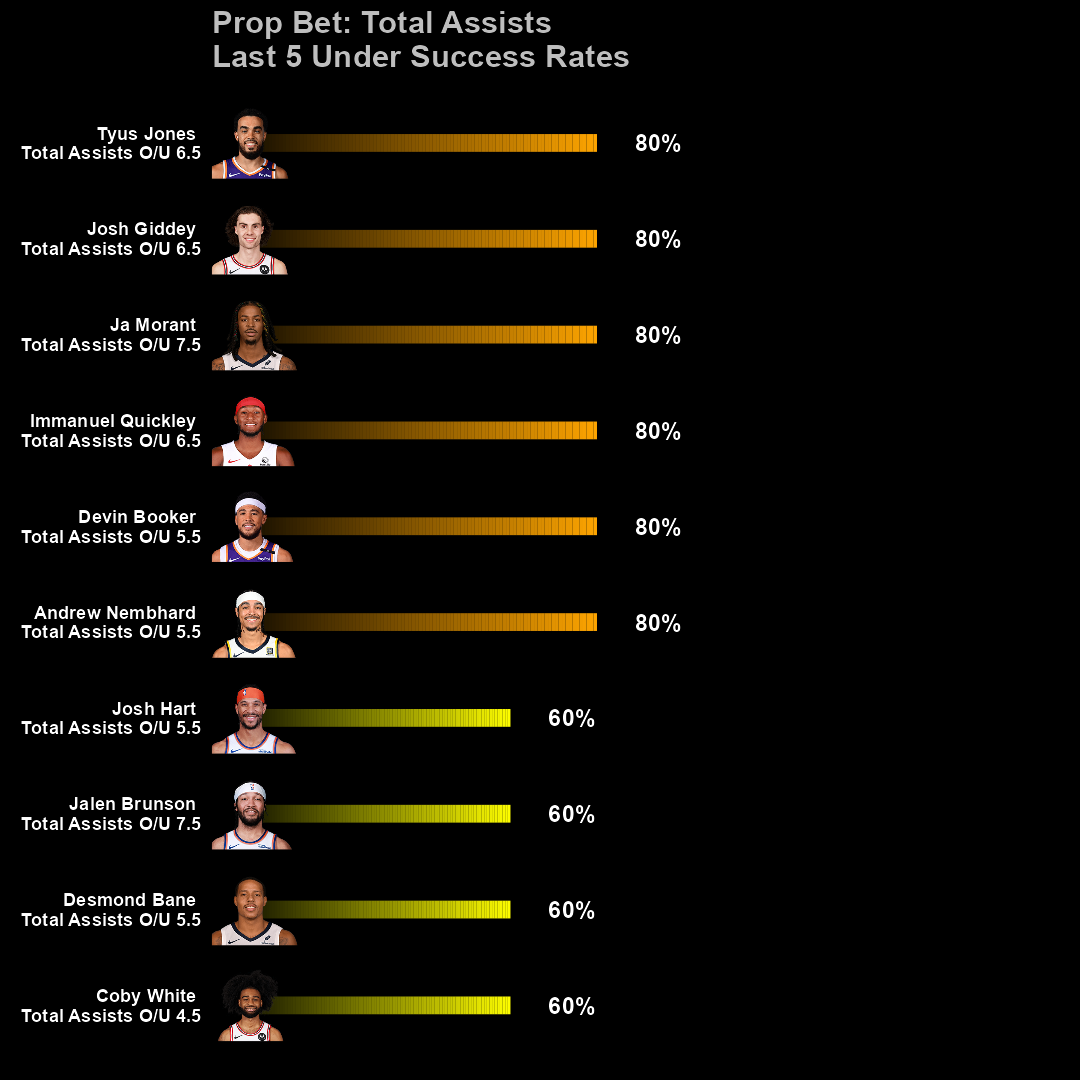 Prop Bet: Total Assists
Last 5 Under Success Rates
Tyus Jones
Total Assists O/U 6.5
80%
Josh Giddey
Total Assists O/U 6.5
80%
Ja Morant
Total Assists O/U 7.5
80%
Immanuel Quickley
Total Assists O/U 6.5
80%
Devin Booker
Total Assists O/U 5.5
80%
Andrew Nembhard
Total Assists O/U 5.5
80%
Josh Hart
Total Assists O/U 5.5
60%
Jalen Brunson
Total Assists O/U 7.5
60%
Desmond Bane
Total Assists O/U 5.5
60%
Coby White
Total Assists O/U 4.5
60%